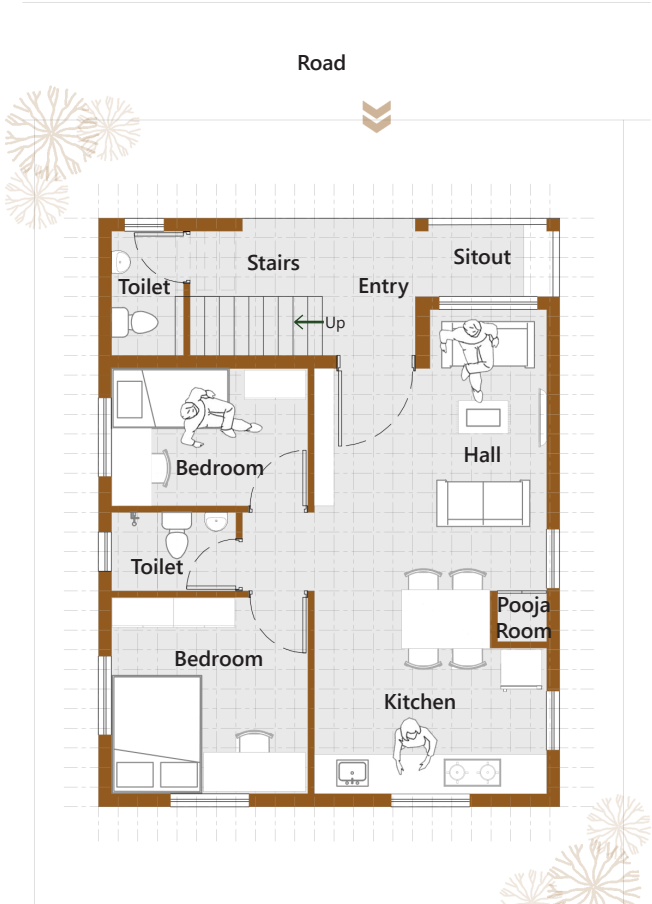 Road
Stairs
Sitout
Toilet
Entry
Up
Hall
Bedroom
Toilet
Pooja
Room
Bedroom
Kitchen